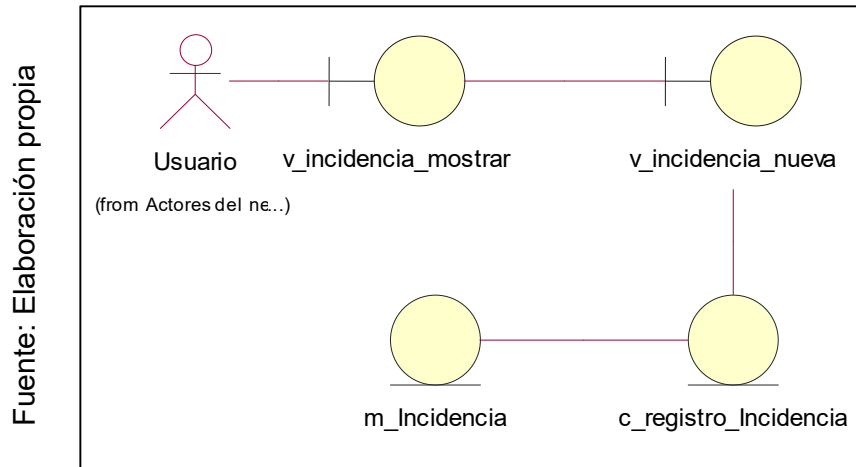 Fuente: Elaboración propia
Usuario
v_incidencia_mostrar
v_incidencia_nueva
(from Actores del ne...)
m_Incidencia
c_registro_Incidencia